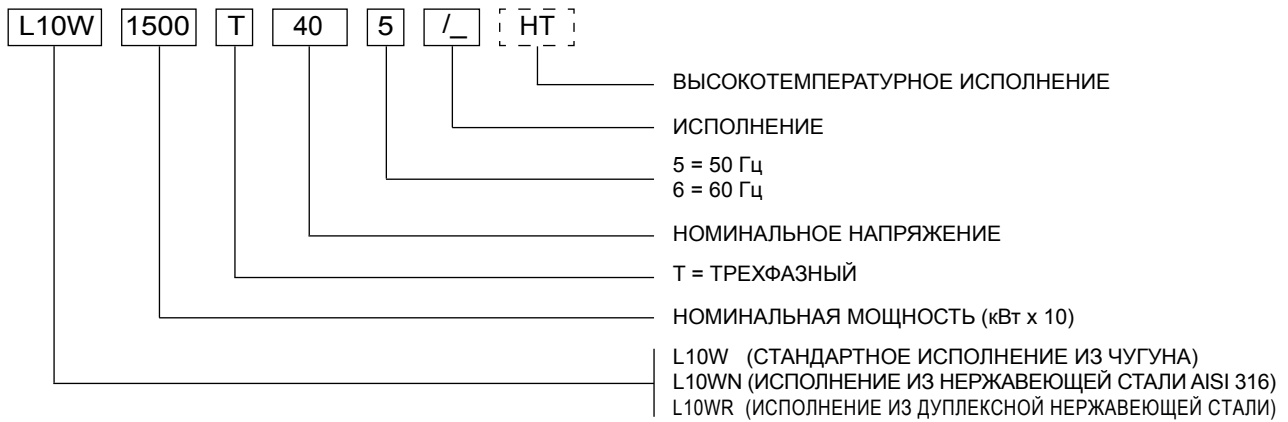 L10W 1500 T 40 5 /_ HT
ВЫСОКОТЕМПЕРАТУРНОЕ ИСПОЛНЕНИЕ
ИСПОЛНЕНИЕ
5 = 50 Гц
6 = 60 Гц
НОМИНАЛЬНОЕ НАПРЯЖЕНИЕ
Т = ТРЕХФАЗНЫЙ
НОМИНАЛЬНАЯ МОЩНОСТЬ (кВт x 10)
L10W (СТАНДАРТНОЕ ИСПОЛНЕНИЕ ИЗ ЧУГУНА)
L10WN (ИСПОЛНЕНИЕ ИЗ НЕРЖАВЕЮЩЕЙ СТАЛИ AISI 316)
L10WR (ИСПОЛНЕНИЕ ИЗ ДУПЛЕКСНОЙ НЕРЖАВЕЮЩЕЙ СТАЛИ)